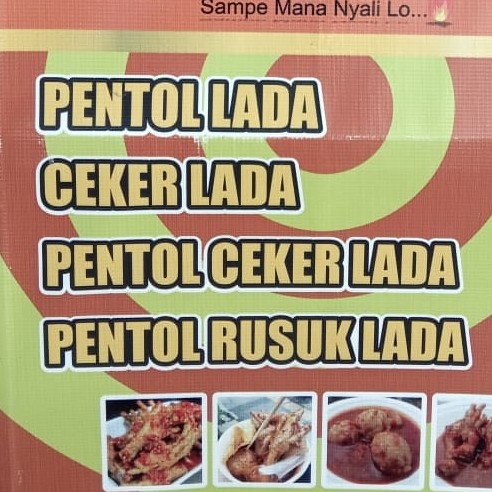 Sampe Mana Nyali Lo...
PENTOL LADA
CEKER LADA
PENTOL CEKER LADA
PENTOL RUSUK LADA